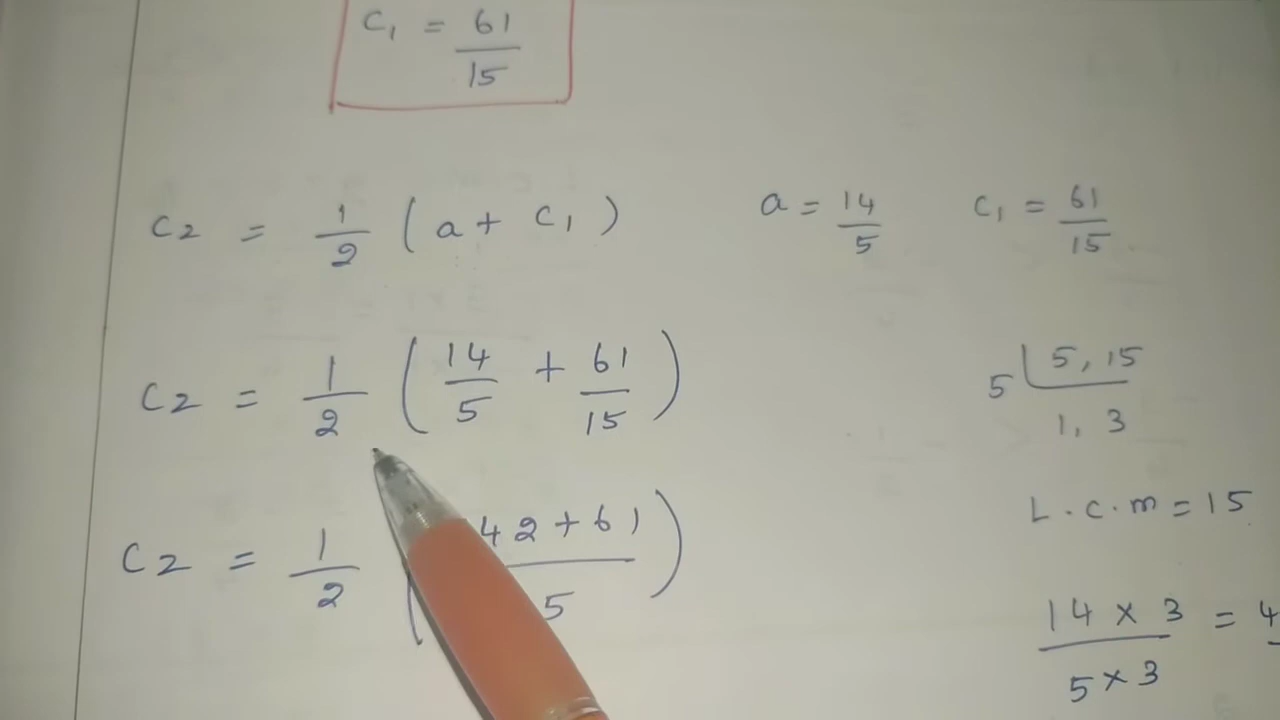 C₁ = 61/15
C₂ = 1/2 (a + C₁)
a = 14/5 C₁ = 61/15
C₂ = 1/2 (14/5 + 61/15)
5 | 5, 15
1, 3
C₂ = 1/2 (42 + 61 / 5)
L.C.M = 15
14 × 3 / 5 × 3 = 4